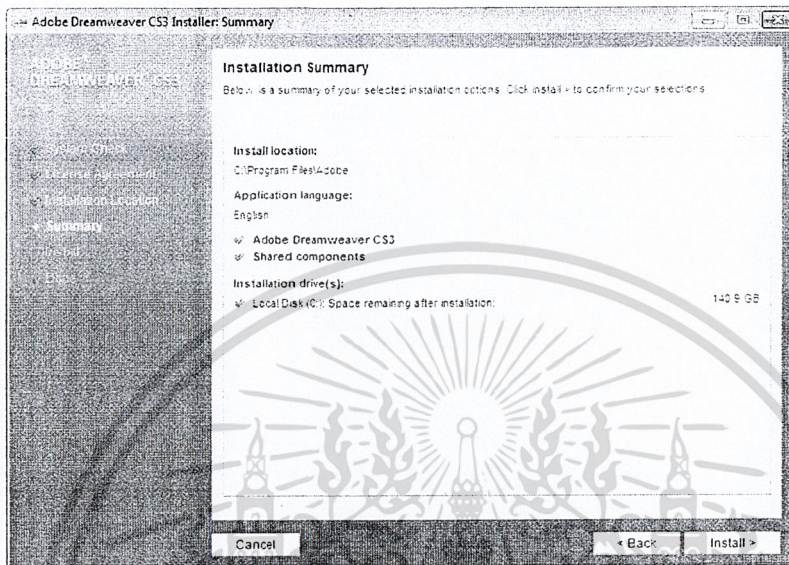 Adobe Dreamweaver CS3 Installer: Summary
ADOBE
DREAMWEAVER CS3
System Check
License Agreement
Installation Location
Summary
Install
Installation Summary
Below is a summary of your selected installation options. Click install > to confirm your selections
Install location:
C:\Program Files\Adobe
Application language:
English
Adobe Dreamweaver CS3
Shared components
Installation drive(s):
Local Disk (C:): Space remaining after installation: 140.9 GB
Cancel
< Back
Install >